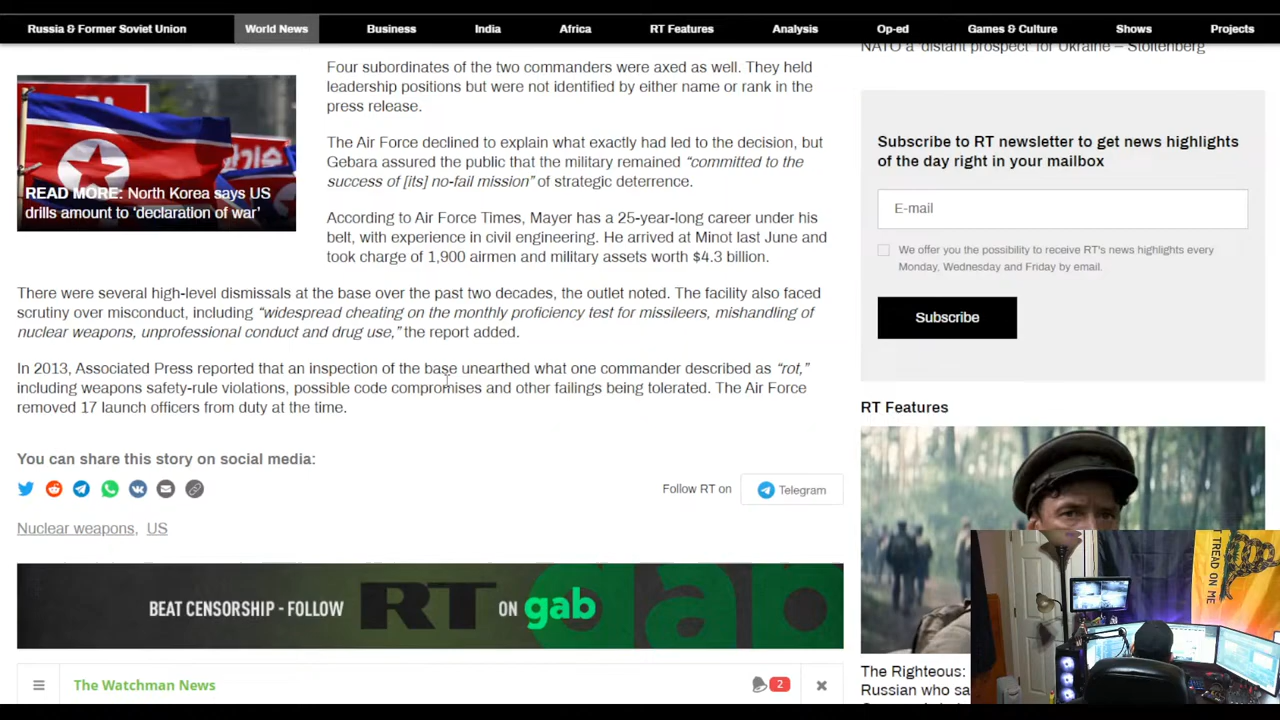 Russia & Former Soviet Union
World News
Business
India
Africa
RT Features
Analysis
Op-ed
Games & Culture
Shows
Projects
READ MORE: North Korea says US
drills amount to ‘declaration of war’
Four subordinates of the two commanders were axed as well. They held
leadership positions but were not identified by either name or rank in the
press release.
The Air Force declined to explain what exactly had led to the decision, but
Gebara assured the public that the military remained “committed to the
success of [its] no-fail mission” of strategic deterrence.
According to Air Force Times, Mayer has a 25-year-long career under his
belt, with experience in civil engineering. He arrived at Minot last June and
took charge of 1,900 airmen and military assets worth $4.3 billion.
There were several high-level dismissals at the base over the past two decades, the outlet noted. The facility also faced
scrutiny over misconduct, including “widespread cheating on the monthly proficiency test for missileers, mishandling of
nuclear weapons, unprofessional conduct and drug use,” the report added.
In 2013, Associated Press reported that an inspection of the base unearthed what one commander described as “rot,”
including weapons safety-rule violations, possible code compromises and other failings being tolerated. The Air Force
removed 17 launch officers from duty at the time.
You can share this story on social media:
Follow RT on
Telegram
Nuclear weapons, US
BEAT CENSORSHIP - FOLLOW RT ON gab
The Watchman News
2
NATO a ‘distant prospect’ for Ukraine – Stoltenberg
Subscribe to RT newsletter to get news highlights
of the day right in your mailbox
E-mail
We offer you the possibility to receive RT's news highlights every
Monday, Wednesday and Friday by email.
Subscribe
RT Features
The Righteous:
Russian who sa
T TREAD ON ME